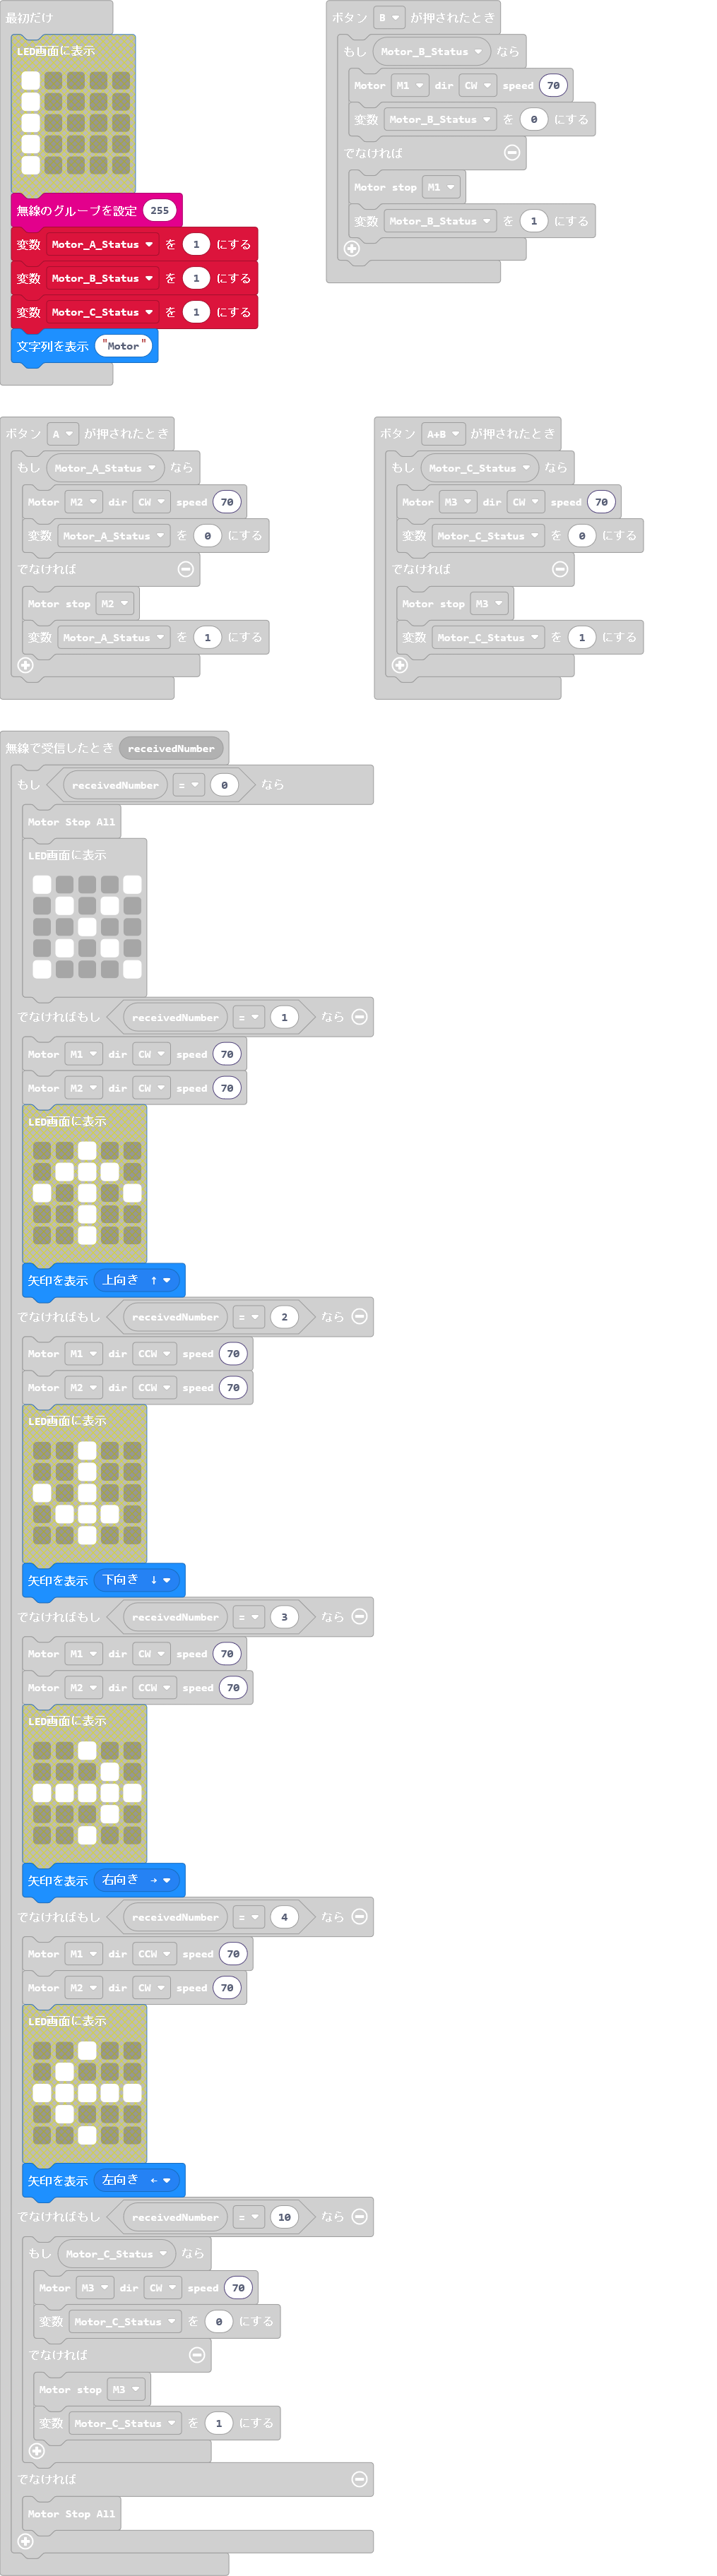 最初だけ
LED画面に表示
無線のグループを設定 255
変数 Motor_A_Status を 1 にする
変数 Motor_B_Status を 1 にする
変数 Motor_C_Status を 1 にする
文字列を表示 "Motor"
ボタン B が押されたとき
もし Motor_B_Status なら
Motor M1 dir CW speed 70
変数 Motor_B_Status を 0 にする
でなければ
Motor stop M1
変数 Motor_B_Status を 1 にする
ボタン A が押されたとき
もし Motor_A_Status なら
Motor M2 dir CW speed 70
変数 Motor_A_Status を 0 にする
でなければ
Motor stop M2
変数 Motor_A_Status を 1 にする
ボタン A+B が押されたとき
もし Motor_C_Status なら
Motor M3 dir CW speed 70
変数 Motor_C_Status を 0 にする
でなければ
Motor stop M3
変数 Motor_C_Status を 1 にする
無線で受信したとき receivedNumber
もし receivedNumber = 0 なら
Motor Stop All
LED画面に表示
でなければもし receivedNumber = 1 なら
Motor M1 dir CW speed 70
Motor M2 dir CW speed 70
LED画面に表示
矢印を表示 上向き ↑
でなければもし receivedNumber = 2 なら
Motor M1 dir CCW speed 70
Motor M2 dir CCW speed 70
LED画面に表示
矢印を表示 下向き ↓
でなければもし receivedNumber = 3 なら
Motor M1 dir CW speed 70
Motor M2 dir CCW speed 70
LED画面に表示
矢印を表示 右向き →
でなければもし receivedNumber = 4 なら
Motor M1 dir CCW speed 70
Motor M2 dir CW speed 70
LED画面に表示
矢印を表示 左向き ←
でなければもし receivedNumber = 10 なら
もし Motor_C_Status なら
Motor M3 dir CW speed 70
変数 Motor_C_Status を 0 にする
でなければ
Motor stop M3
変数 Motor_C_Status を 1 にする
でなければ
Motor Stop All